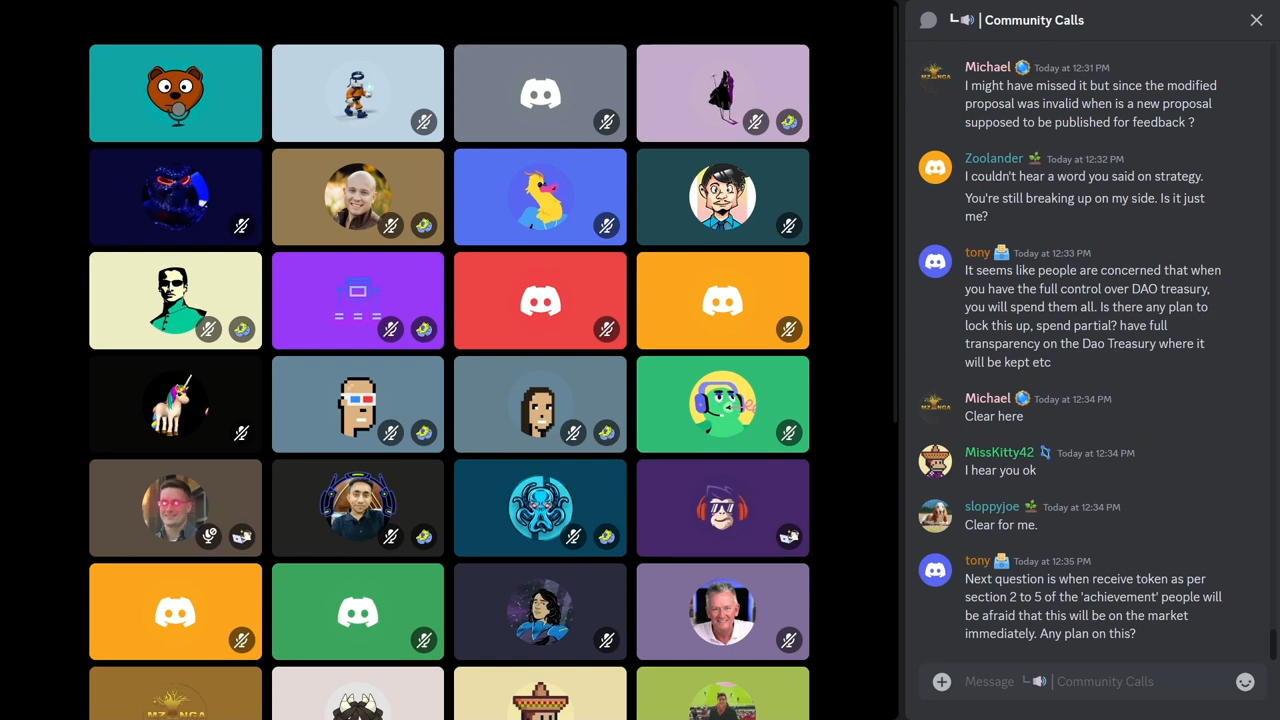 ┗🔊 | Community Calls
Michael Today at 12:31 PM
I might have missed it but since the modified
proposal was invalid when is a new proposal
supposed to be published for feedback ?
Zoolander Today at 12:32 PM
I couldn't hear a word you said on strategy.
You're still breaking up on my side. Is it just
me?
tony Today at 12:33 PM
It seems like people are concerned that when
you have the full control over DAO treasury,
you will spend them all. Is there any plan to
lock this up, spend partial? have full
transparency on the Dao Treasury where it
will be kept etc
Michael Today at 12:34 PM
Clear here
MissKitty42 Today at 12:34 PM
I hear you ok
sloppyjoe Today at 12:34 PM
Clear for me.
tony Today at 12:35 PM
Next question is when receive token as per
section 2 to 5 of the 'achievement' people will
be afraid that this will be on the market
immediately. Any plan on this?
Message ┗🔊 | Community Calls